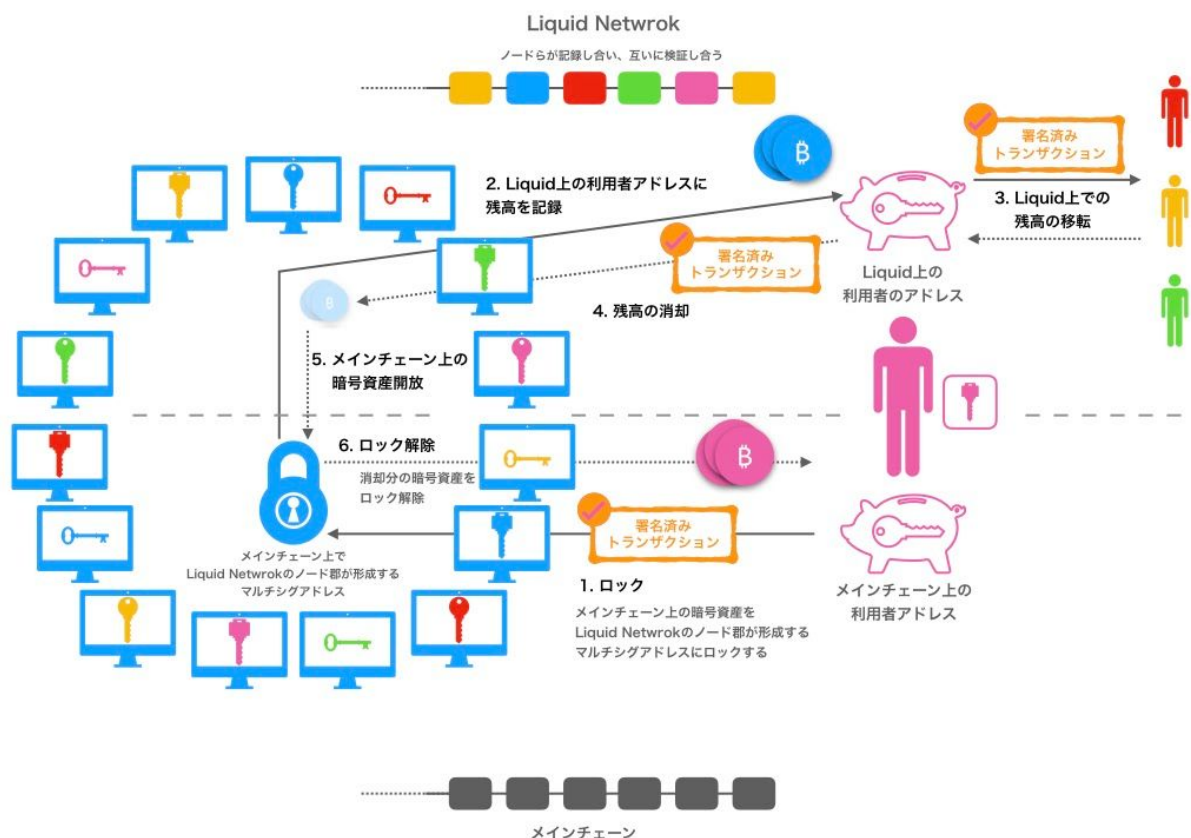 Liquid Netwrok
ノードらが記録し合い、互いに検証し合う
署名済み
トランザクション
2. Liquid上の利用者アドレスに
残高を記録
3. Liquid上での
残高の移転
署名済み
トランザクション
Liquid上の
利用者のアドレス
4. 残高の消却
5. メインチェーン上の
暗号資産開放
6. ロック解除
消却分の暗号資産を
ロック解除
署名済み
トランザクション
メインチェーン上で
Liquid Netwrokのノード郡が形成する
マルチシグアドレス
1. ロック
メインチェーン上の暗号資産を
Liquid Netwrokのノード郡が形成する
マルチシグアドレスにロックする
メインチェーン上の
利用者アドレス
メインチェーン